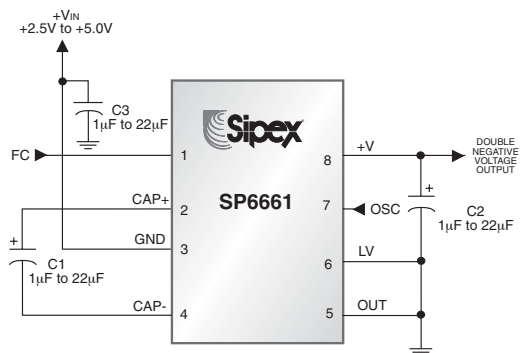 +VIN
+2.5V to +5.0V
C3
1µF to 22µF
Sipex
FC
1
8
+V
DOUBLE
NEGATIVE
VOLTAGE
OUTPUT
CAP+
2
SP6661
7
OSC
+
C2
1µF to 22µF
GND
3
6
LV
+
C1
1µF to 22µF
CAP-
4
5
OUT